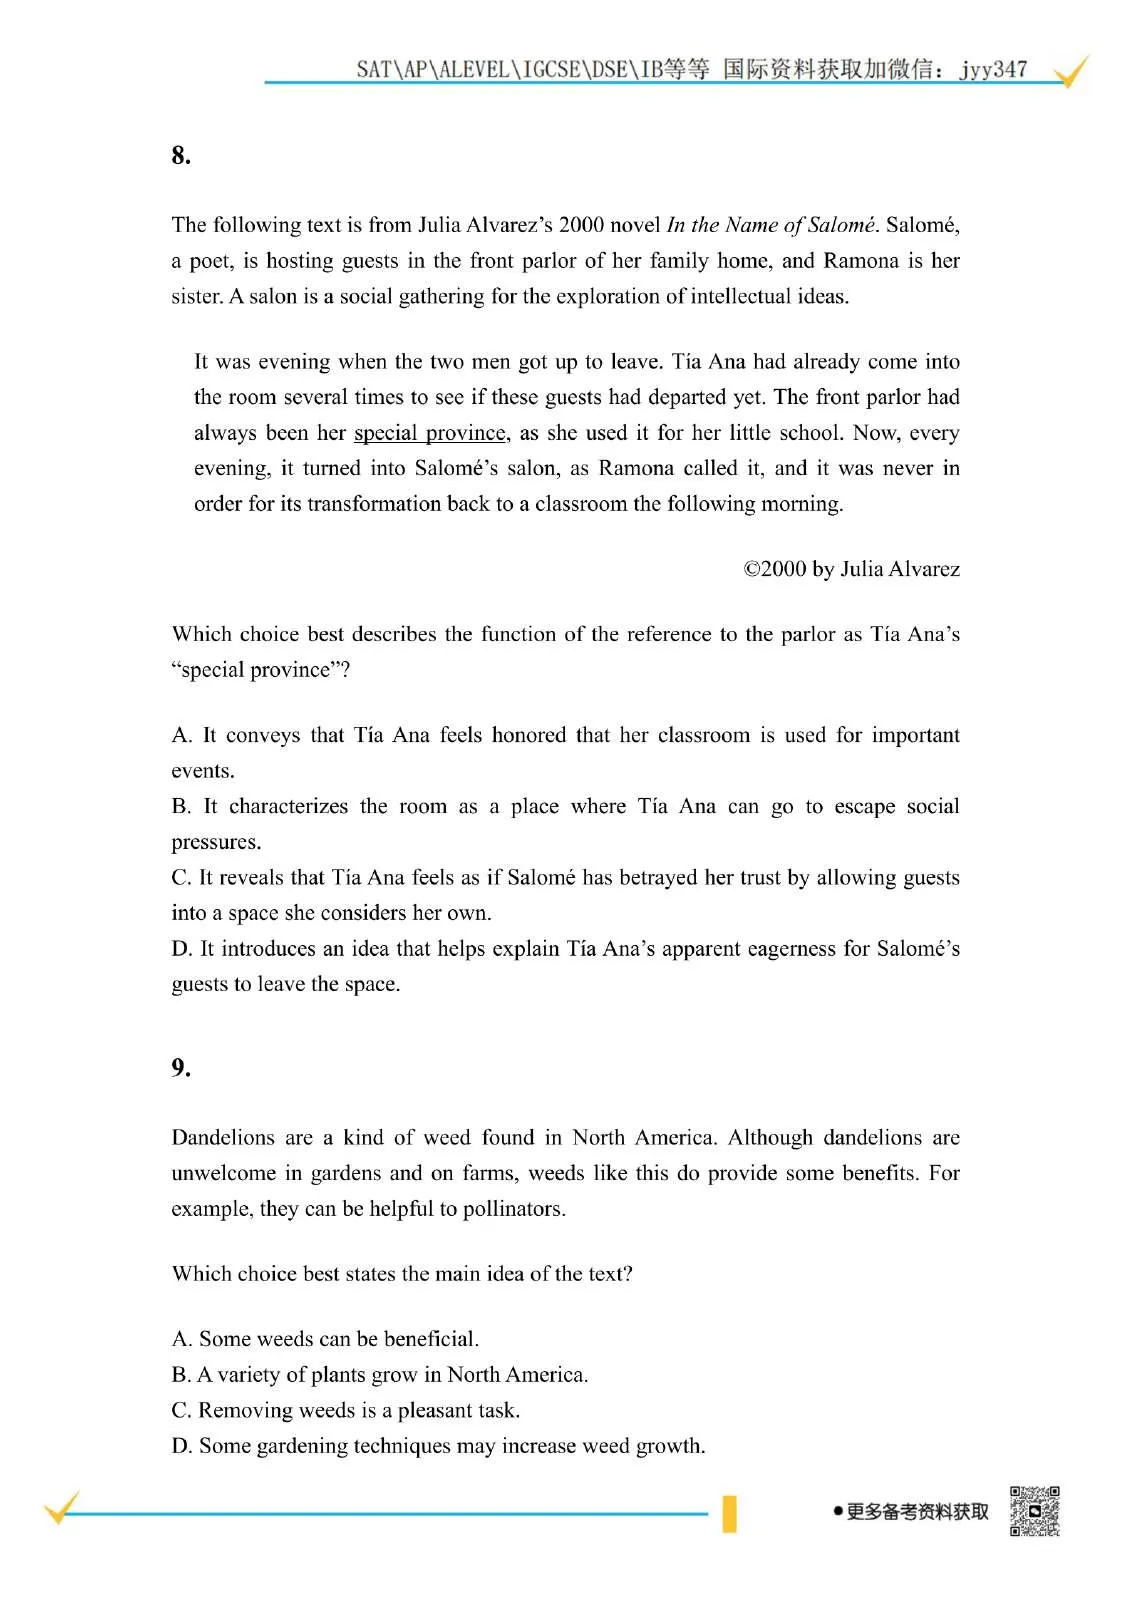 SAT\AP\ALEVEL\IGCSE\DSE\IB等等 国际资料获取加微信：jyy347
8.
The following text is from Julia Alvarez’s 2000 novel In the Name of Salomé. Salomé,
a poet, is hosting guests in the front parlor of her family home, and Ramona is her
sister. A salon is a social gathering for the exploration of intellectual ideas.
It was evening when the two men got up to leave. Tía Ana had already come into
the room several times to see if these guests had departed yet. The front parlor had
always been her special province, as she used it for her little school. Now, every
evening, it turned into Salomé’s salon, as Ramona called it, and it was never in
order for its transformation back to a classroom the following morning.
©2000 by Julia Alvarez
Which choice best describes the function of the reference to the parlor as Tía Ana’s
“special province”?
A. It conveys that Tía Ana feels honored that her classroom is used for important
events.
B. It characterizes the room as a place where Tía Ana can go to escape social
pressures.
C. It reveals that Tía Ana feels as if Salomé has betrayed her trust by allowing guests
into a space she considers her own.
D. It introduces an idea that helps explain Tía Ana’s apparent eagerness for Salomé’s
guests to leave the space.
9.
Dandelions are a kind of weed found in North America. Although dandelions are
unwelcome in gardens and on farms, weeds like this do provide some benefits. For
example, they can be helpful to pollinators.
Which choice best states the main idea of the text?
A. Some weeds can be beneficial.
B. A variety of plants grow in North America.
C. Removing weeds is a pleasant task.
D. Some gardening techniques may increase weed growth.
●更多备考资料获取